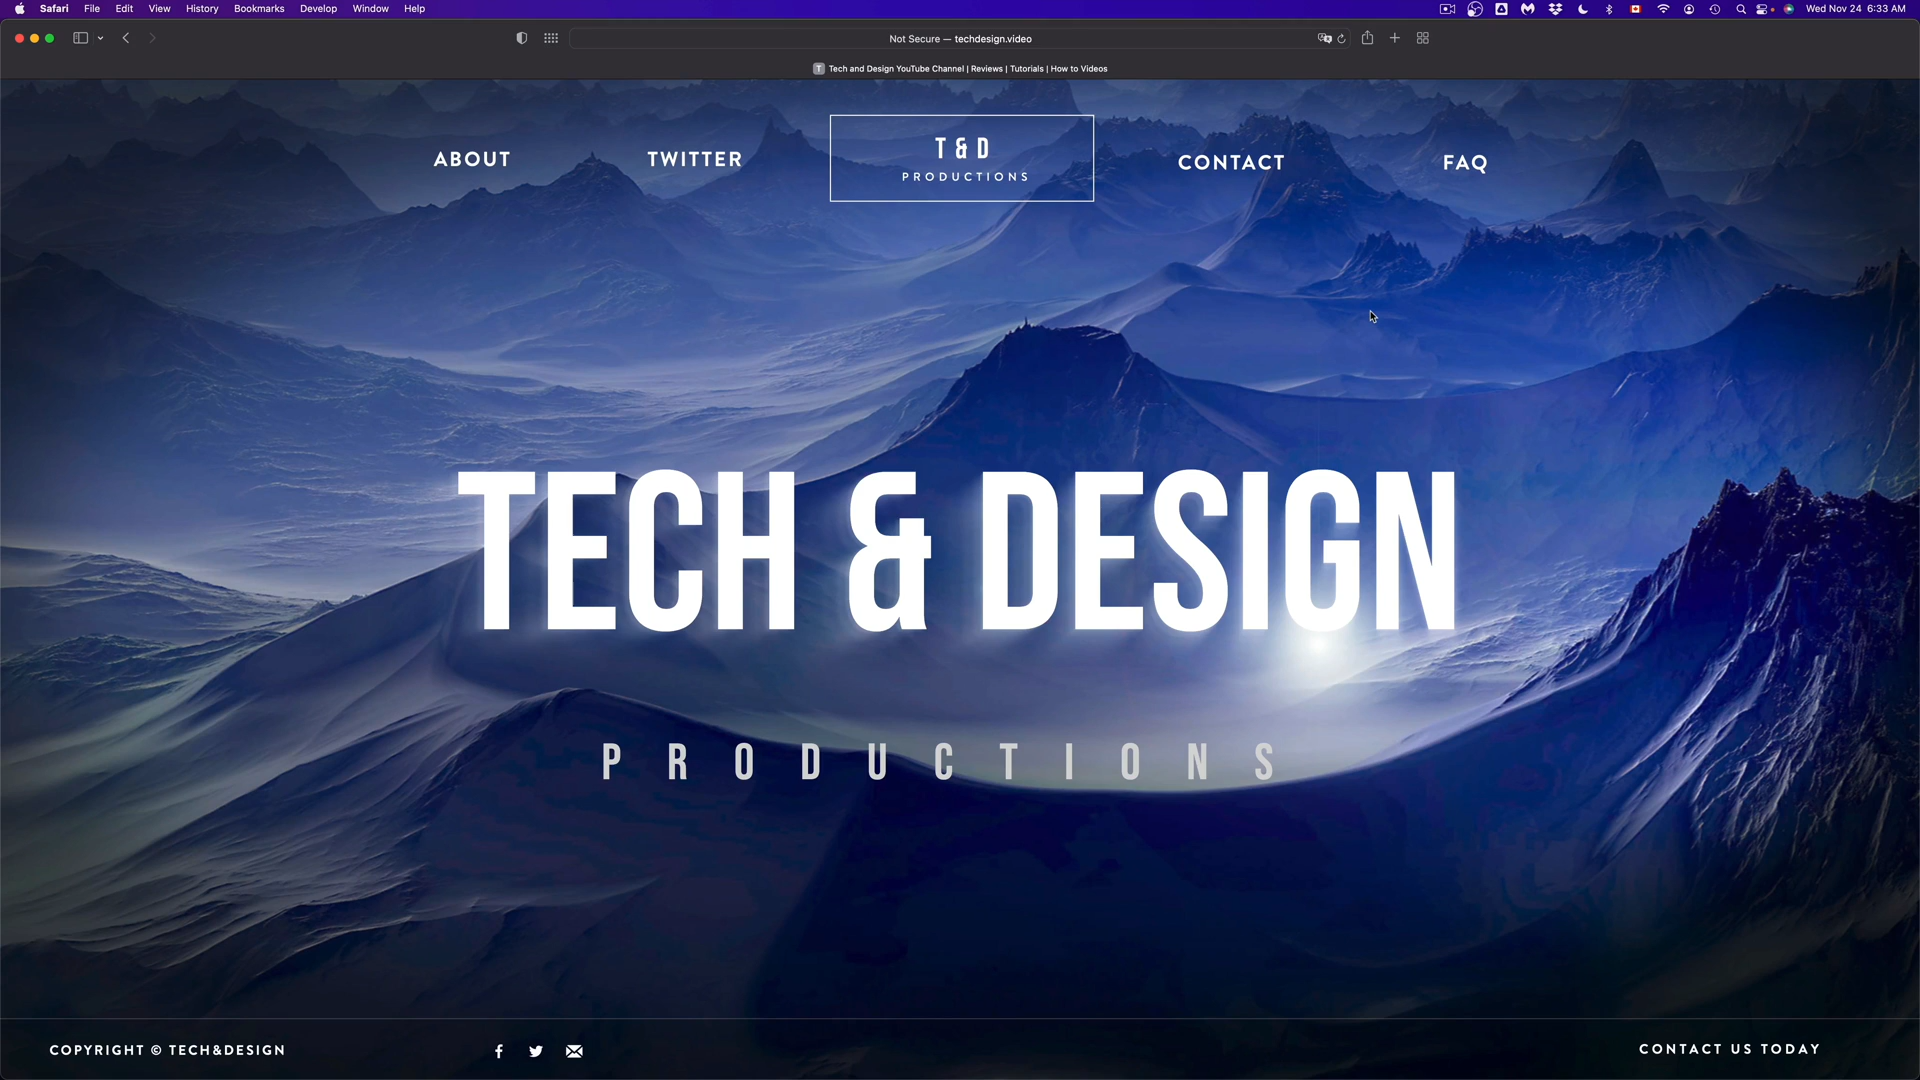 Safari File Edit View History Bookmarks Develop Window Help Wed Nov 24 6:33 AM
Not Secure — techdesign.video
T Tech and Design YouTube Channel | Reviews | Tutorials | How to Videos
ABOUT TWITTER T & D CONTACT FAQ
PRODUCTIONS
TECH & DESIGN
PRODUCTIONS
COPYRIGHT © TECH&DESIGN CONTACT US TODAY